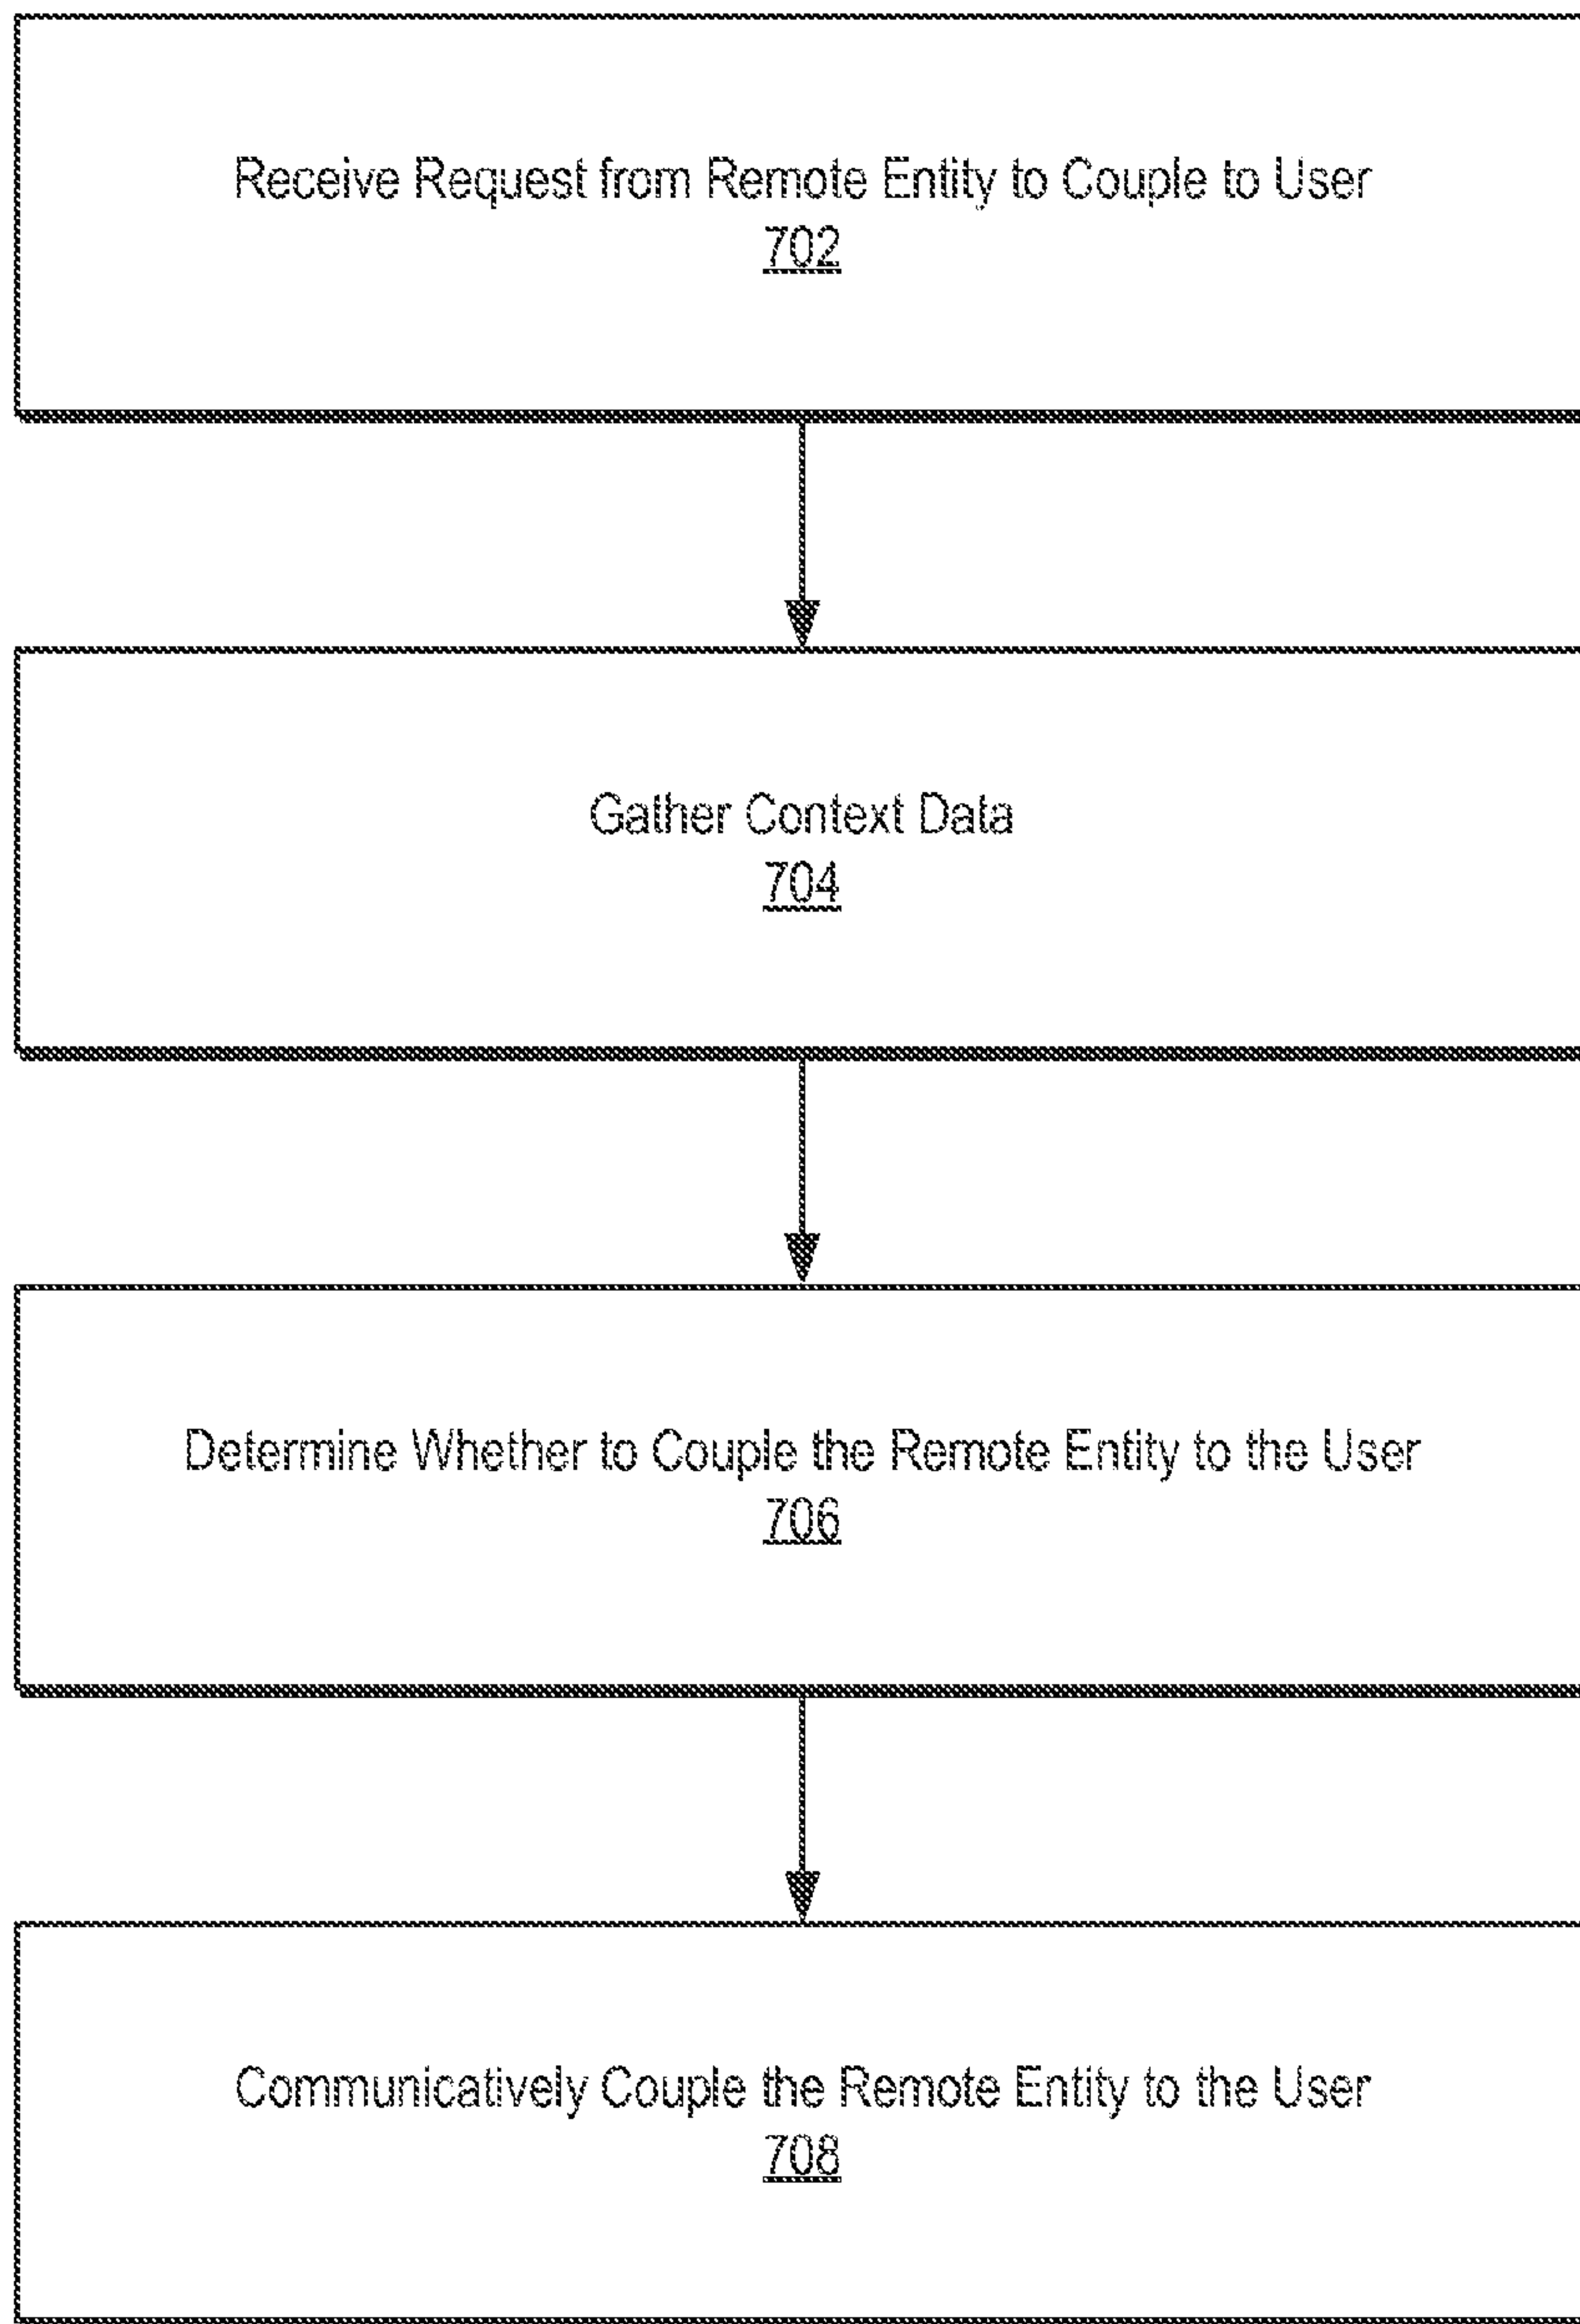 Receive Request from Remote Entity to Couple to User
702
Gather Context Data
704
Determine Whether to Couple the Remote Entity to the User
706
Communicatively Couple the Remote Entity to the User
708